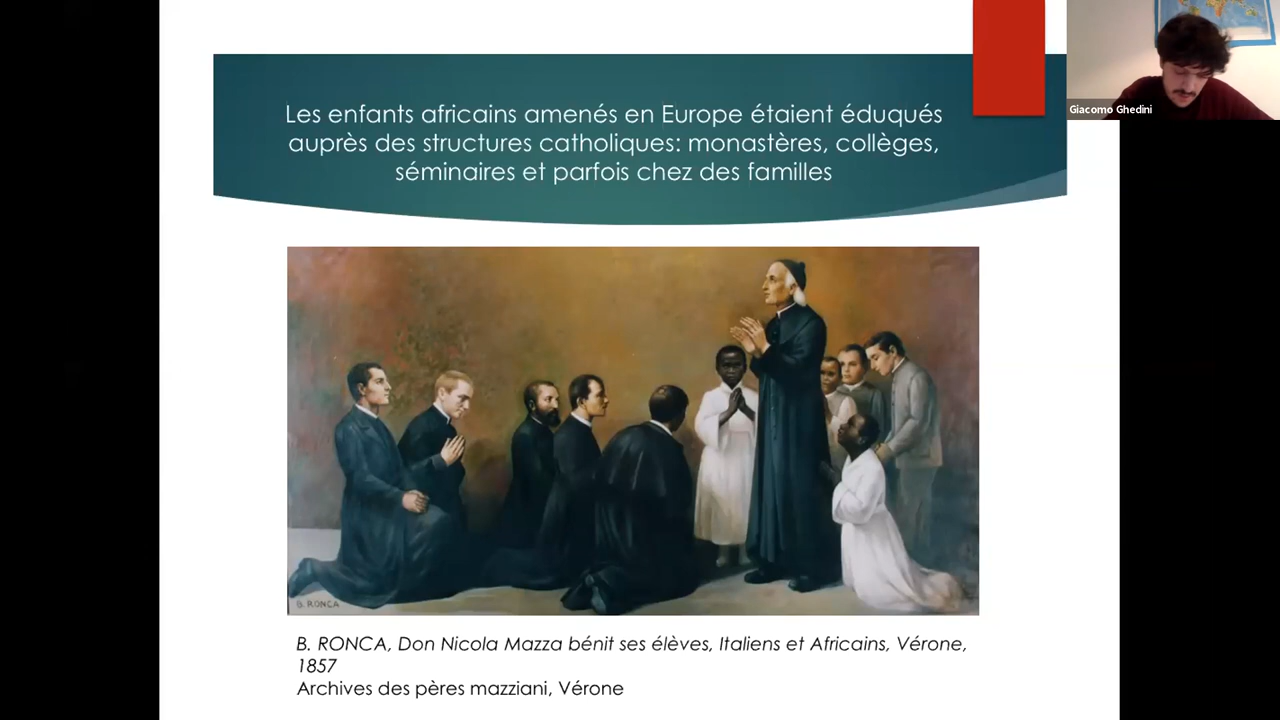 Les enfants africains amenés en Europe étaient éduqués
auprès des structures catholiques: monastères, collèges,
séminaires et parfois chez des familles
Giacomo Ghedini
B. RONCA
B. RONCA, Don Nicola Mazza bénit ses élèves, Italiens et Africains, Vérone,
1857
Archives des pères mazziani, Vérone